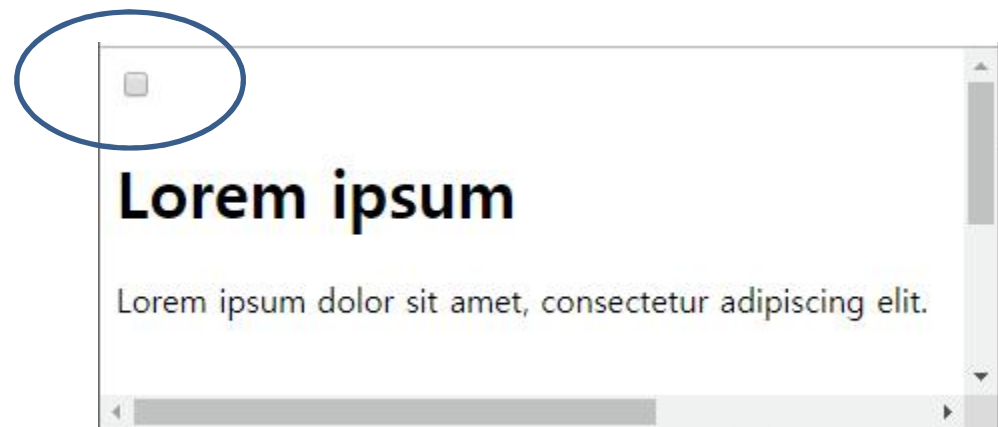 Lorem ipsum
Lorem ipsum dolor sit amet, consectetur adipiscing elit.